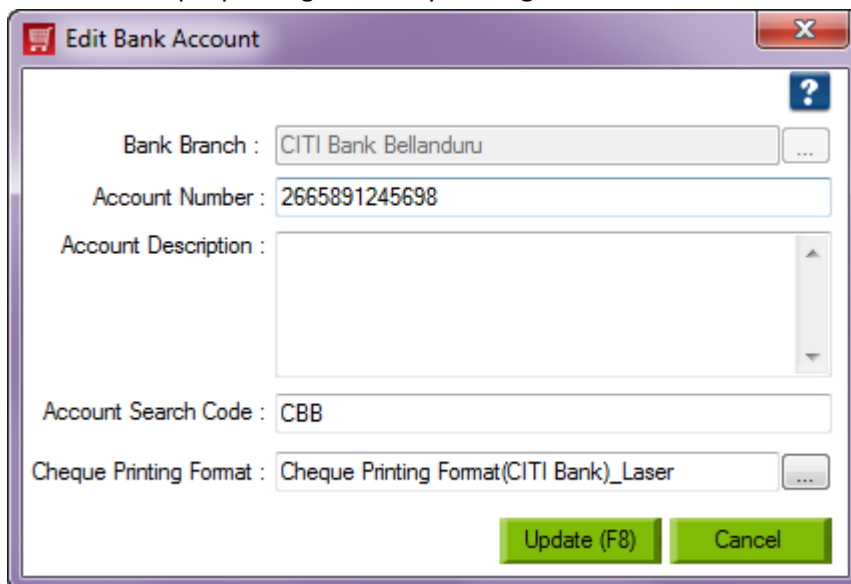 Edit Bank Account
x
?
Bank Branch : CITI Bank Bellanduru ...
Account Number : 2665891245698
Account Description :
Account Search Code : CBB
Cheque Printing Format : Cheque Printing Format(CITI Bank)_Laser ...
Update (F8) Cancel